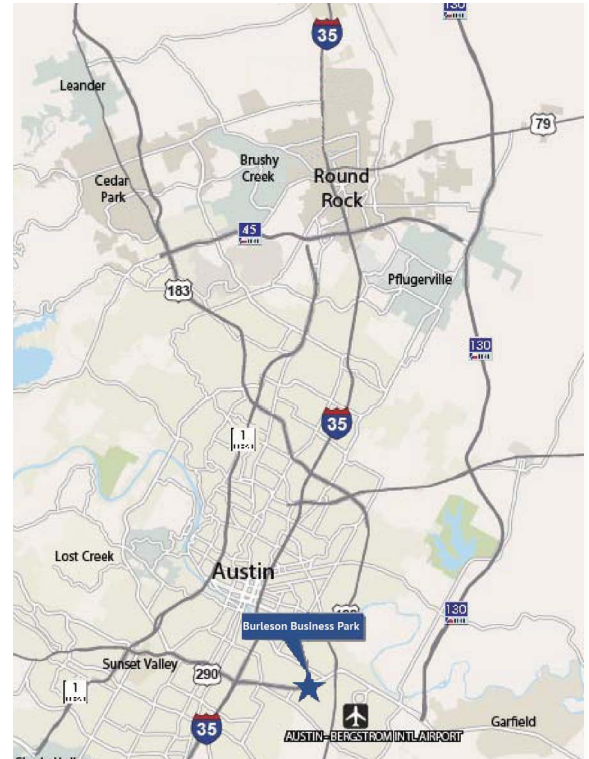 130
35
Leander
79
Brushy
Creek
Cedar
Park
Round
Rock
45
Pflugerville
183
130
35
1
Lost Creek
Austin
130
Burleson Business Park
Sunset Valley
290
1
35
AUSTIN - BERGSTROM INTL AIRPORT
Garfield